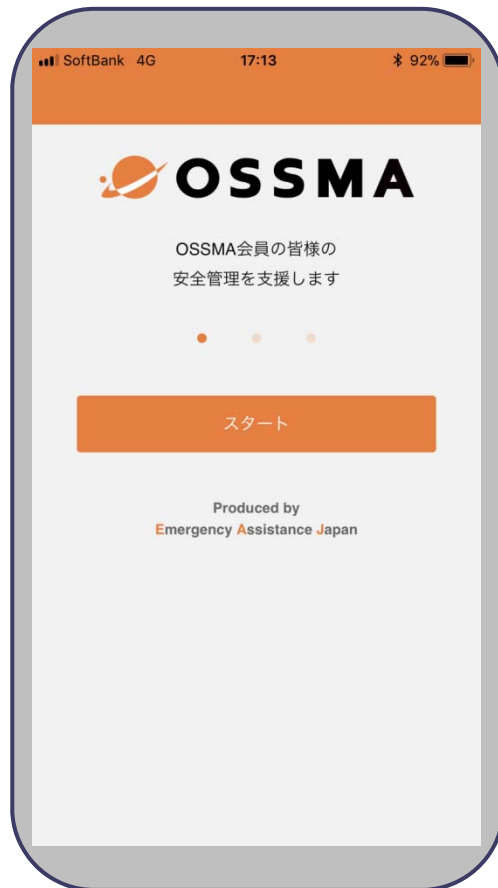 SoftBank 4G 17:13 92%
OSSMA
OSSMA会員の皆様の
安全管理を支援します
スタート
Produced by
Emergency Assistance Japan